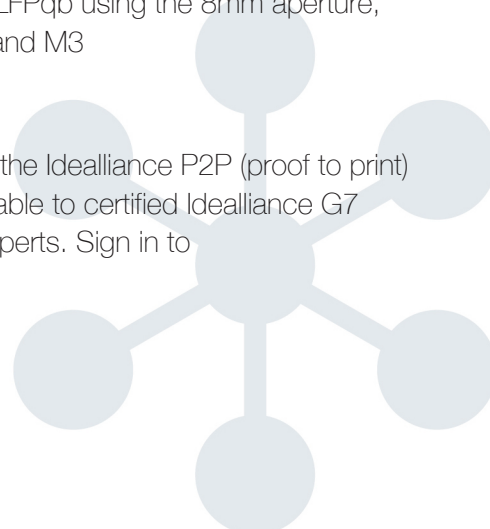 LFPqb using the 8mm aperture,
and M3
the Idealliance P2P (proof to print)
able to certified Idealliance G7
perts. Sign in to